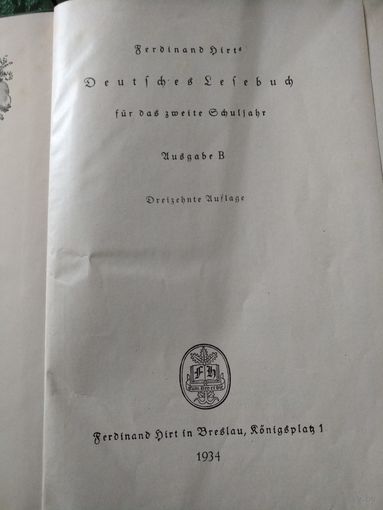 Ferdinand Hirts
Deutsches Lesebuch
für das zweite Schuljahr
Ausgabe B
Dreizehnte Auflage
F H
Ferdinand Hirt in Breslau, Königsplatz 1
1934